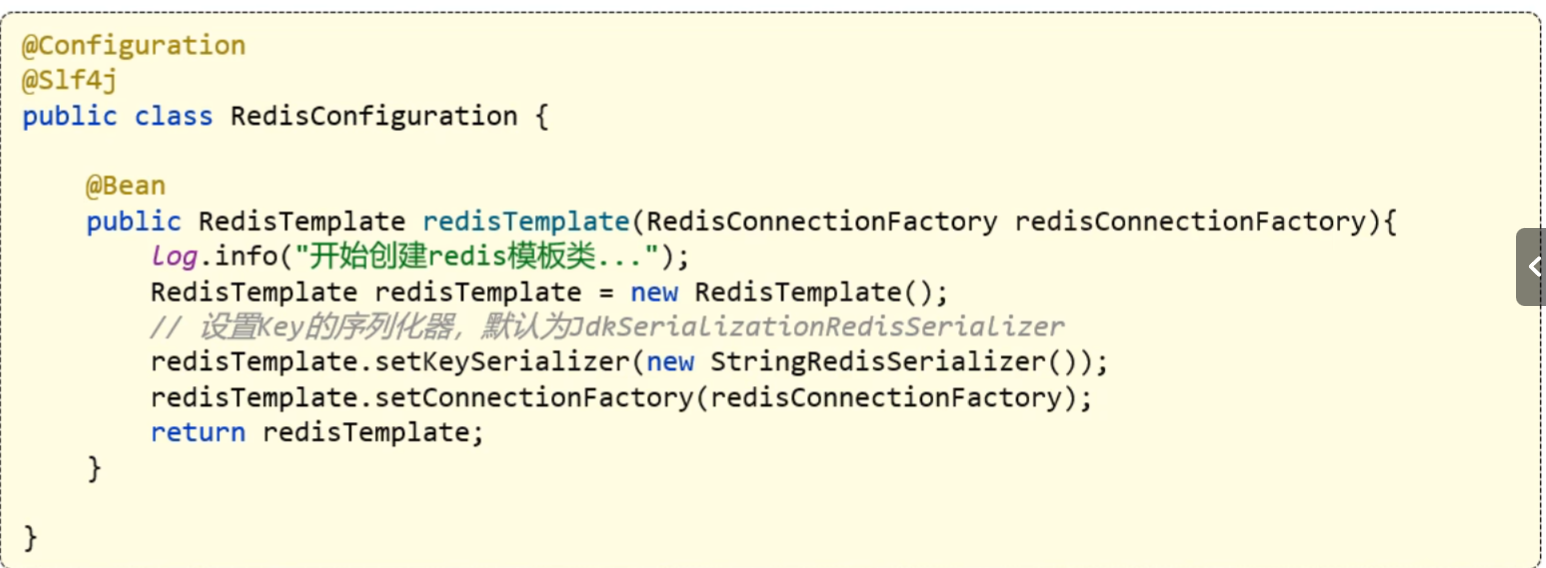 @Configuration
@Slf4j
public class RedisConfiguration {
@Bean
public RedisTemplate redisTemplate(RedisConnectionFactory redisConnectionFactory){
log.info("开始创建redis模板类...");
RedisTemplate redisTemplate = new RedisTemplate();
// 设置Key的序列化器，默认为JdkSerializationRedisSerializer
redisTemplate.setKeySerializer(new StringRedisSerializer());
redisTemplate.setConnectionFactory(redisConnectionFactory);
return redisTemplate;
}
}